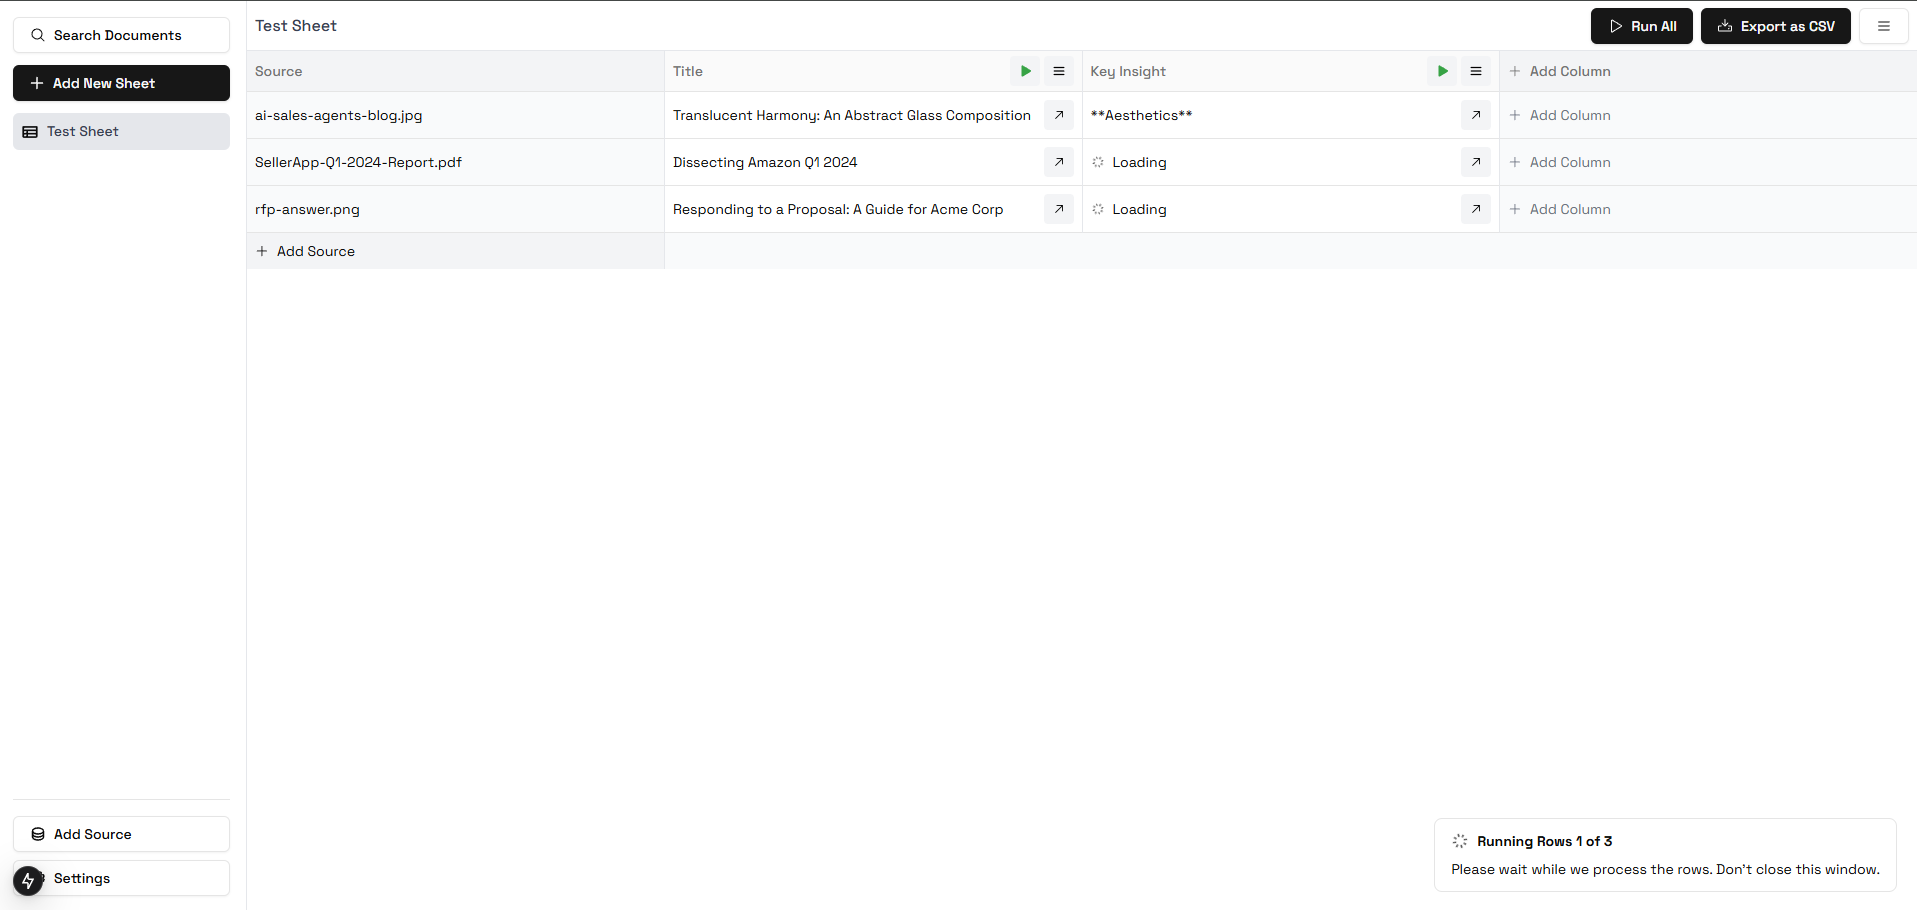 Search Documents
Add New Sheet
Test Sheet
Add Source
Settings
Test Sheet
Run All
Export as CSV
Source Title Key Insight Add Column
ai-sales-agents-blog.jpg Translucent Harmony: An Abstract Glass Composition **Aesthetics** Add Column
SellerApp-Q1-2024-Report.pdf Dissecting Amazon Q1 2024 Loading Add Column
rfp-answer.png Responding to a Proposal: A Guide for Acme Corp Loading Add Column
Add Source
Running Rows 1 of 3
Please wait while we process the rows. Don't close this window.